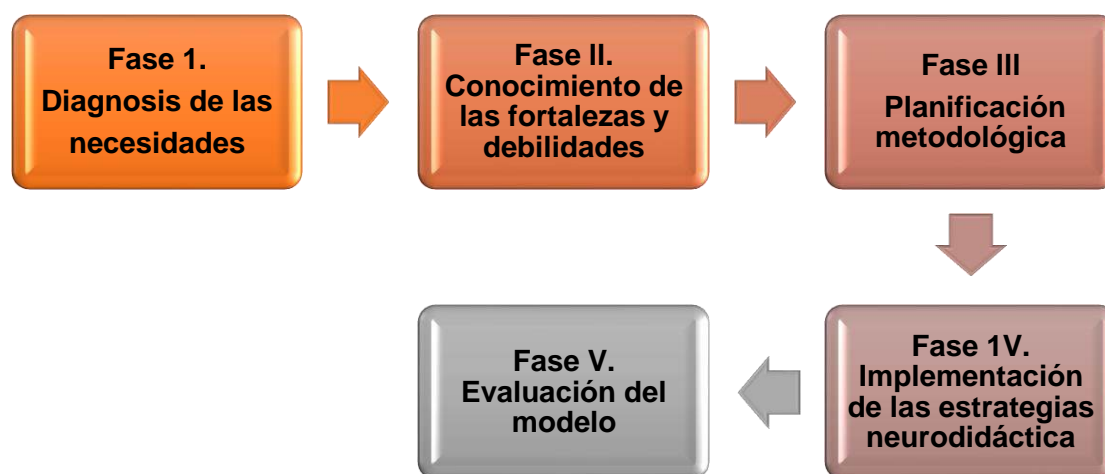 Fase 1.
Diagnosis de las
necesidades
Fase II.
Conocimiento de
las fortalezas y
debilidades
Fase III
Planificación
metodológica
Fase 1V.
Implementación
de las estrategias
neurodidáctica
Fase V.
Evaluación del
modelo